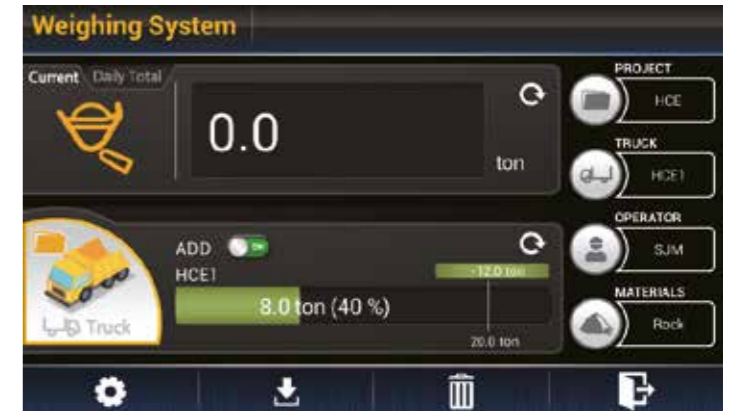 Weighing System
Current Daily Total
0.0
ton
PROJECT
HCE
TRUCK
HCE1
OPERATOR
SJM
MATERIALS
Rock
ADD ON
HCE1
-12.0 ton
8.0 ton (40 %)
20.0 ton
Truck